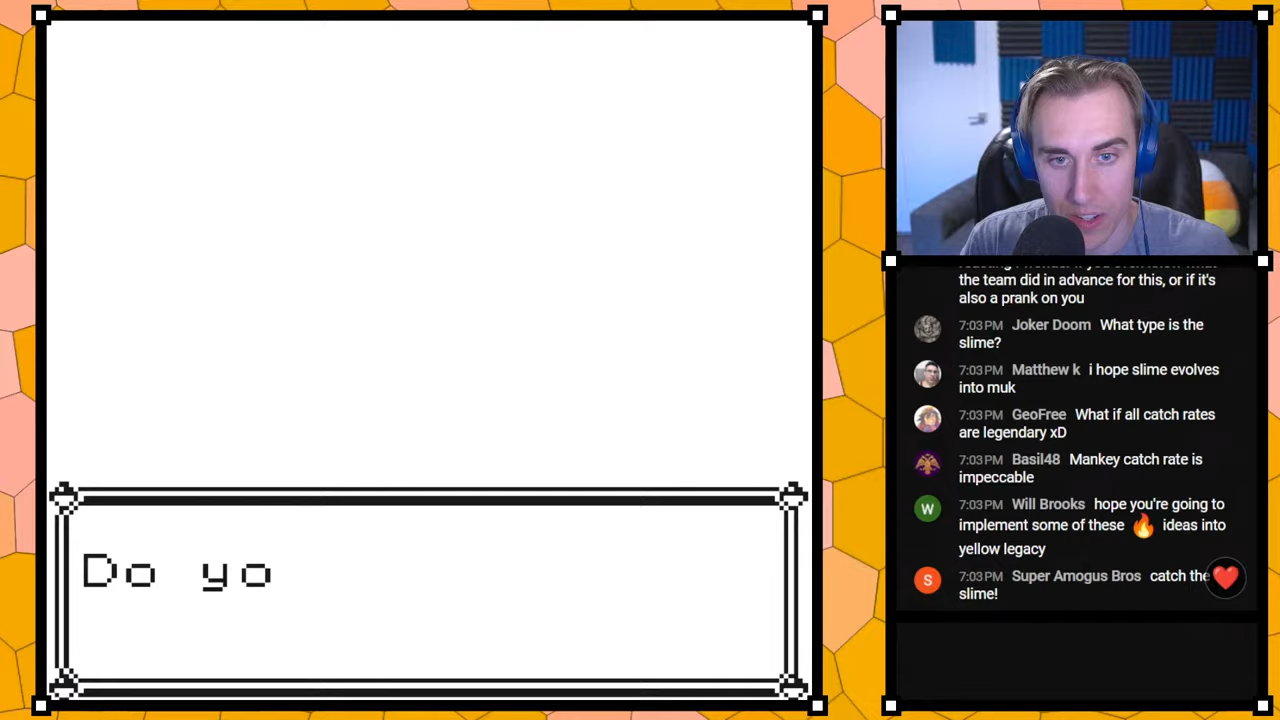 Do yo
the team did in advance for this, or if it's
also a prank on you
7:03 PM Joker Doom What type is the
slime?
7:03 PM Matthew k i hope slime evolves
into muk
7:03 PM GeoFree What if all catch rates
are legendary xD
7:03 PM Basil48 Mankey catch rate is
impeccable
W
7:03 PM Will Brooks hope you're going to
implement some of these 🔥 ideas into
yellow legacy
S
7:03 PM Super Amogus Bros catch the
slime!